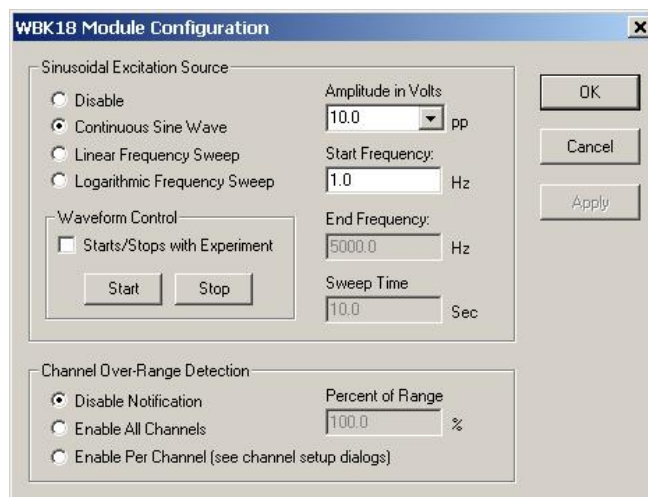 WBK18 Module Configuration
Sinusoidal Excitation Source
Disable
Continuous Sine Wave
Linear Frequency Sweep
Logarithmic Frequency Sweep
Waveform Control
Starts/Stops with Experiment
Start Stop
Amplitude in Volts
10.0 pp
Start Frequency:
1.0 Hz
End Frequency:
5000.0 Hz
Sweep Time
10.0 Sec
OK
Cancel
Apply
Channel Over-Range Detection
Disable Notification
Enable All Channels
Enable Per Channel (see channel setup dialogs)
Percent of Range
100.0 %